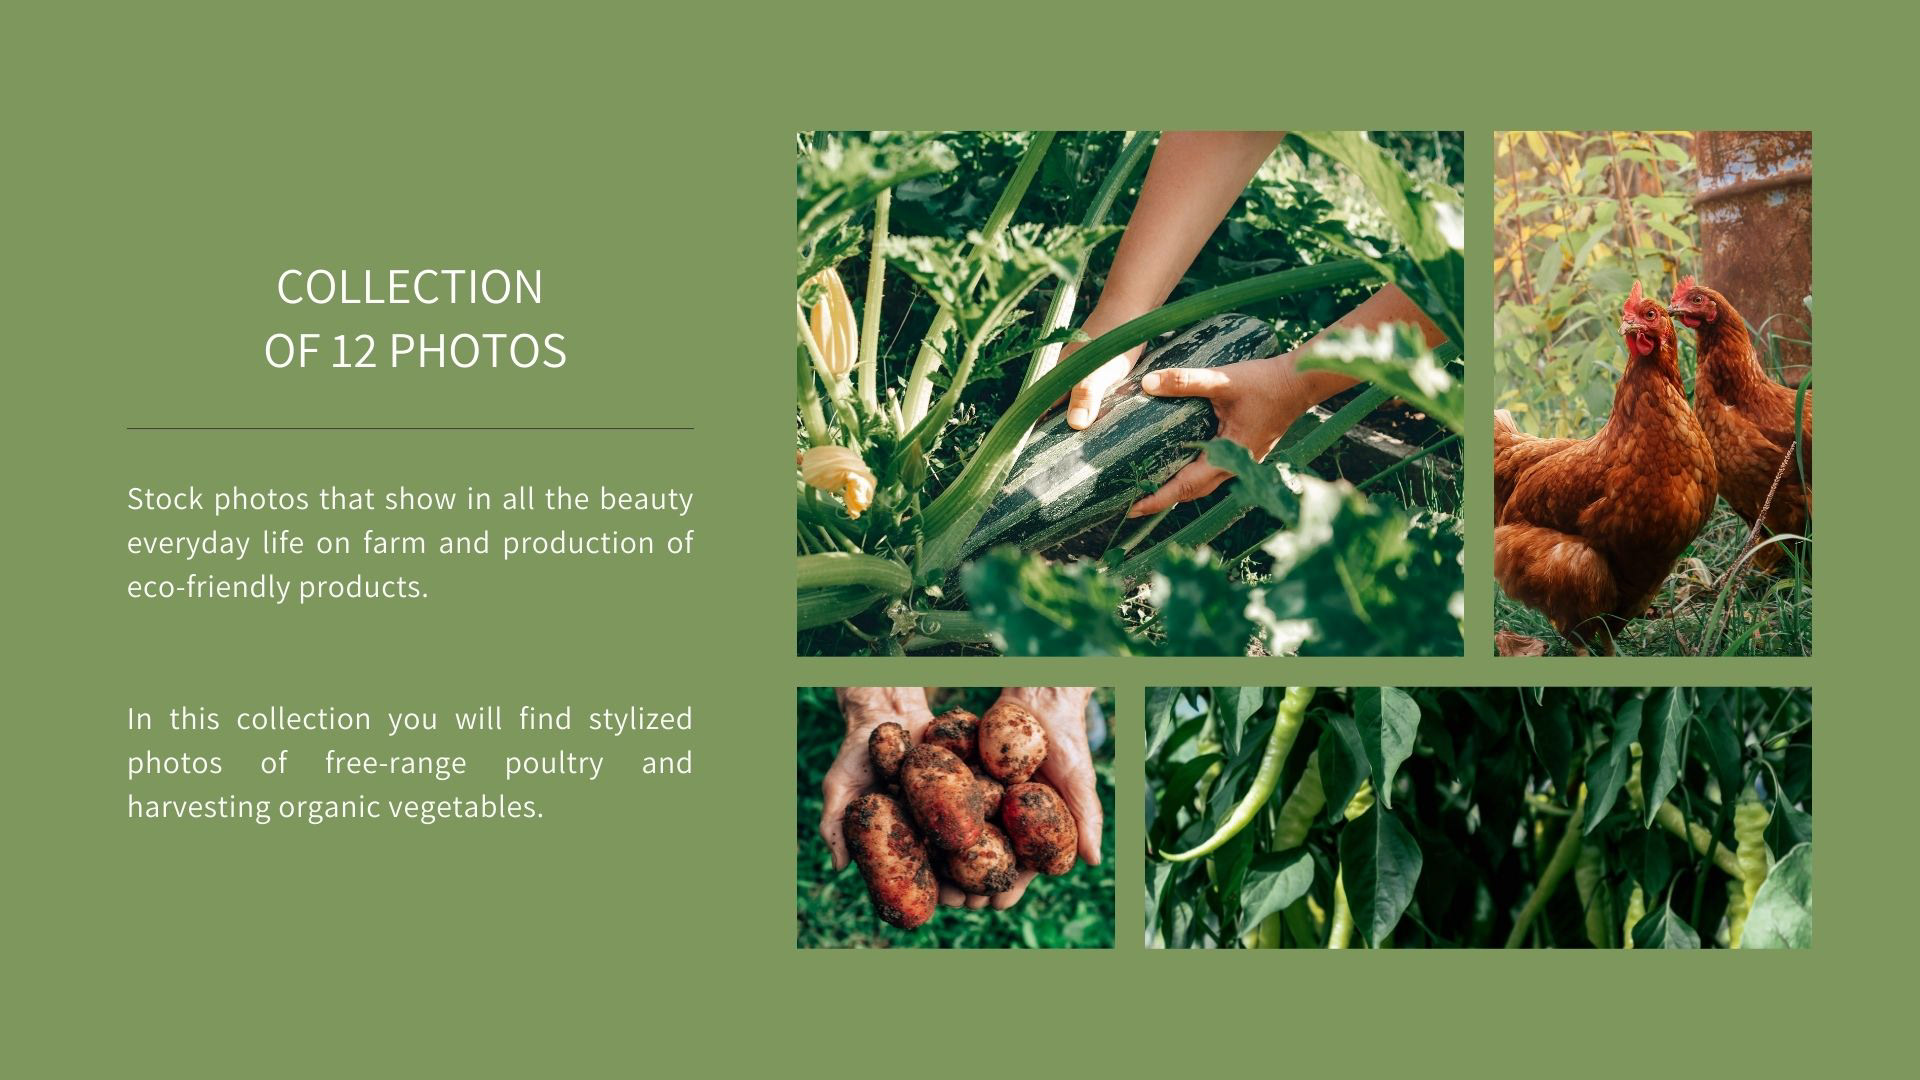 COLLECTION
OF 12 PHOTOS
Stock photos that show in all the beauty
everyday life on farm and production of
eco-friendly products.
In this collection you will find stylized
photos of free-range poultry and
harvesting organic vegetables.